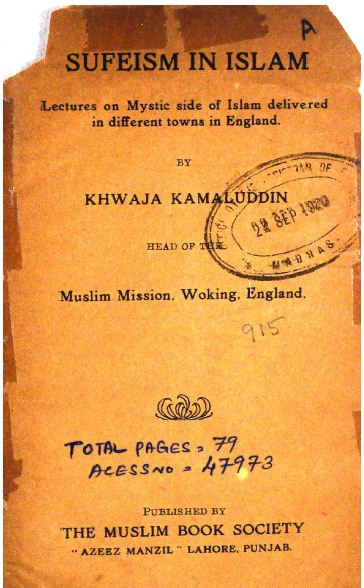 A
SUFEISM IN ISLAM
Lectures on Mystic side of Islam delivered
in different towns in England.
BY
KHWAJA KAMALUDDIN
22 SEP 1920
HEAD OF THE
MADRAS.
Muslim Mission, Woking, England.
915
TOTAL PAGES = 79
ACESSNO = 47973
PUBLISHED BY
THE MUSLIM BOOK SOCIETY
"AZEEZ MANZIL" LAHORE, PUNJAB.